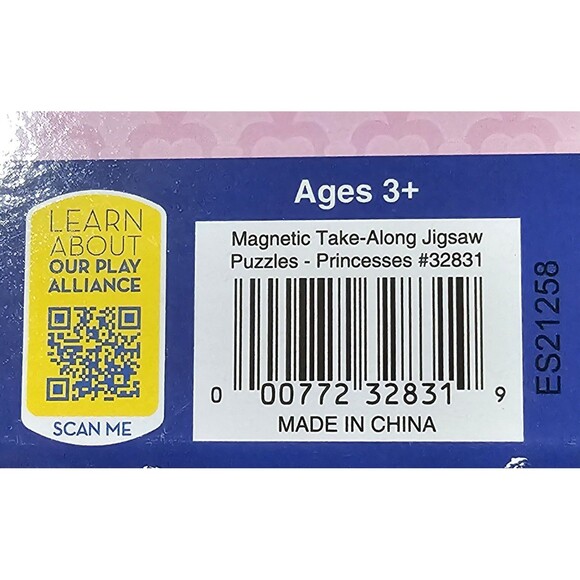 Ages 3+
LEARN
ABOUT
OUR PLAY
ALLIANCE
SCAN ME
Magnetic Take-Along Jigsaw
Puzzles - Princesses #32831
0 00772 32831 9
MADE IN CHINA
ES21258